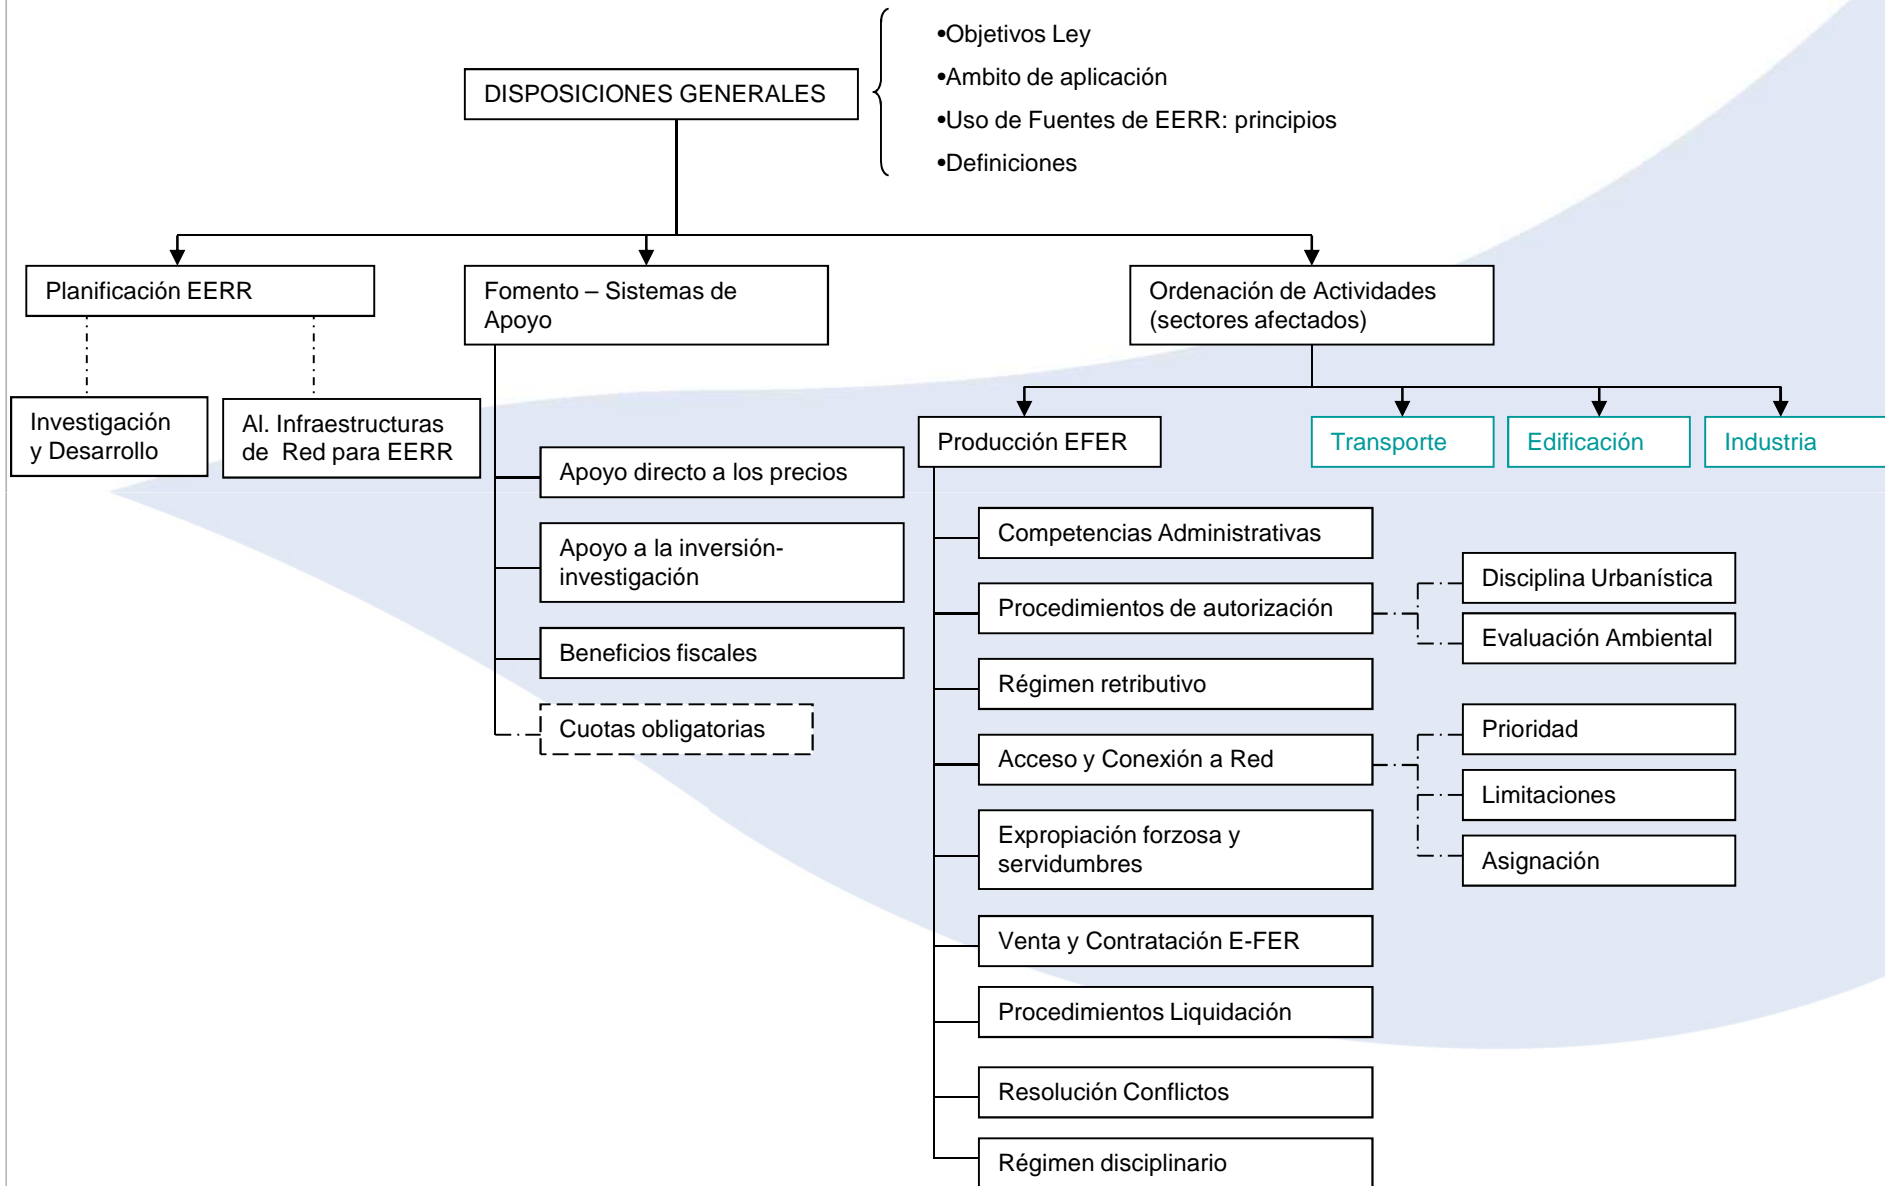 •Objetivos Ley
•Ambito de aplicación
•Uso de Fuentes de EERR: principios
•Definiciones
DISPOSICIONES GENERALES
Planificación EERR
Fomento – Sistemas de
Apoyo
Ordenación de Actividades
(sectores afectados)
Investigación
y Desarrollo
Al. Infraestructuras
de Red para EERR
Apoyo directo a los precios
Apoyo a la inversión-
investigación
Beneficios fiscales
Cuotas obligatorias
Producción EFER
Transporte
Edificación
Industria
Competencias Administrativas
Procedimientos de autorización
Disciplina Urbanística
Evaluación Ambiental
Régimen retributivo
Acceso y Conexión a Red
Prioridad
Limitaciones
Asignación
Expropiación forzosa y
servidumbres
Venta y Contratación E-FER
Procedimientos Liquidación
Resolución Conflictos
Régimen disciplinario